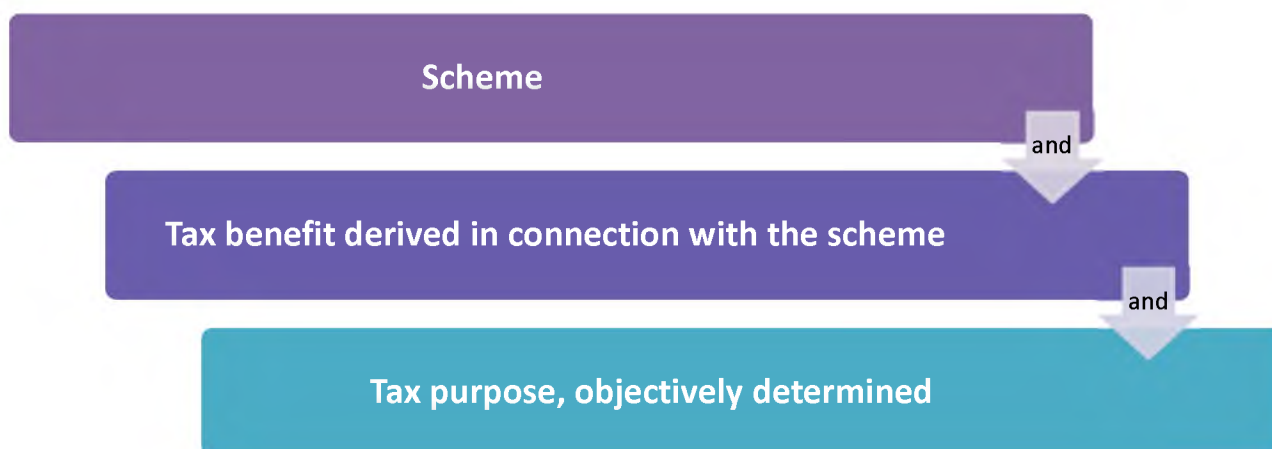 Scheme
and
Tax benefit derived in connection with the scheme
and
Tax purpose, objectively determined